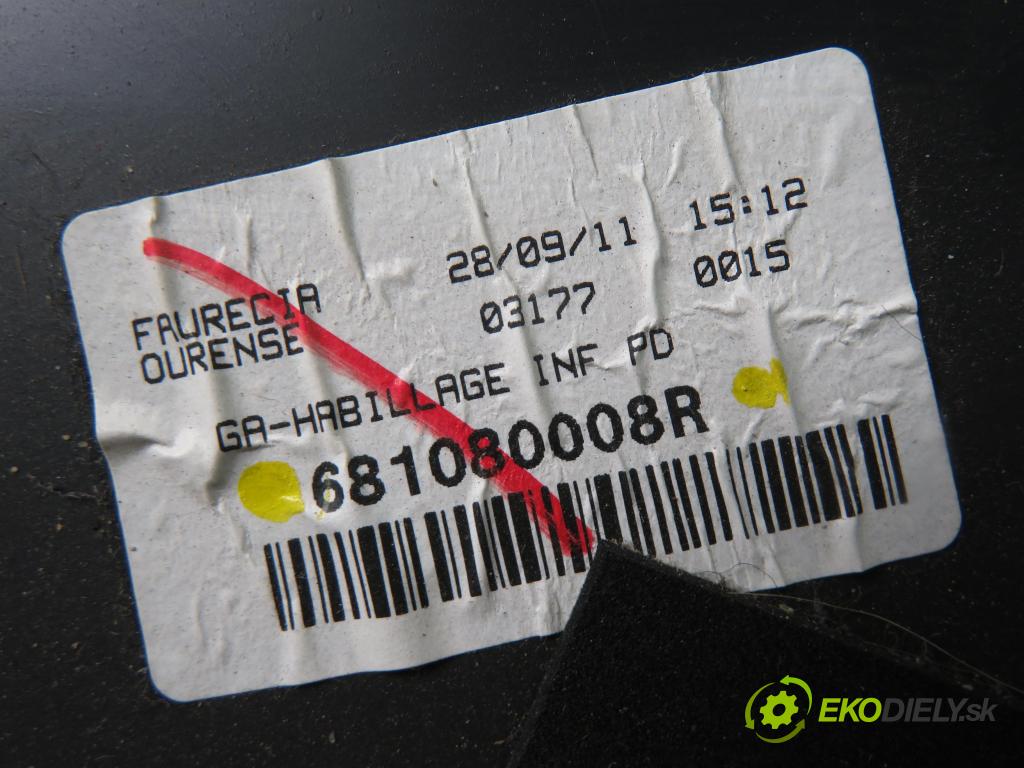 28/09/11 15:12
FAURECIA 03177 0015
OURENSE
GA-HABILLAGE INF PD
681080008R
EKODIELY.sk